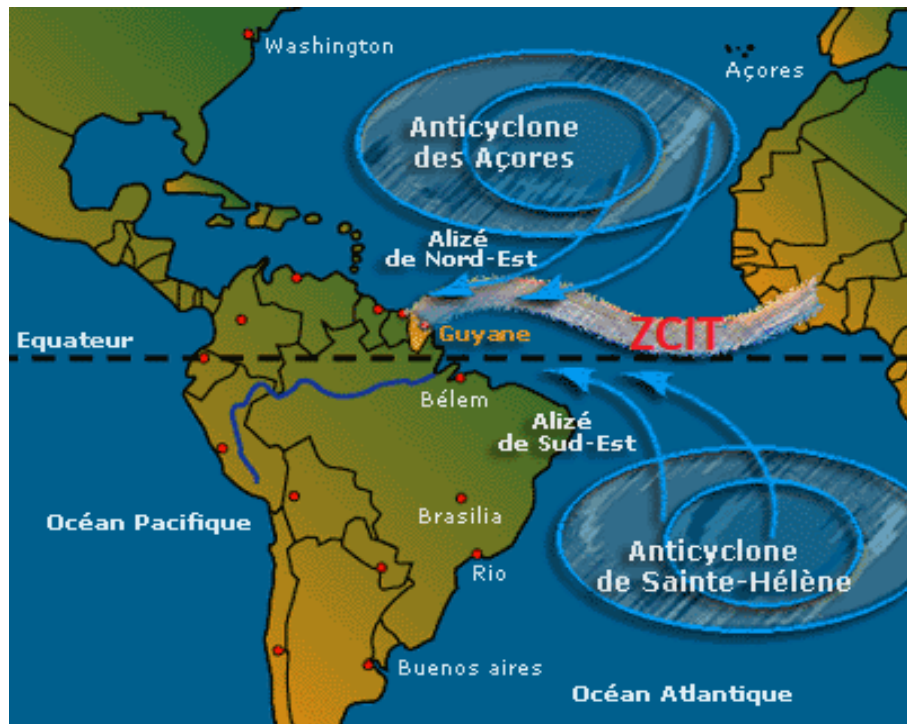 Washington
Açores
Anticyclone
des Açores
Alizé
de Nord-Est
Equateur
Guyane
ZCIT
Bélem
Alizé
de Sud-Est
Océan Pacifique
Brasilia
Anticyclone
de Sainte-Hélène
Rio
Buenos aires
Océan Atlantique